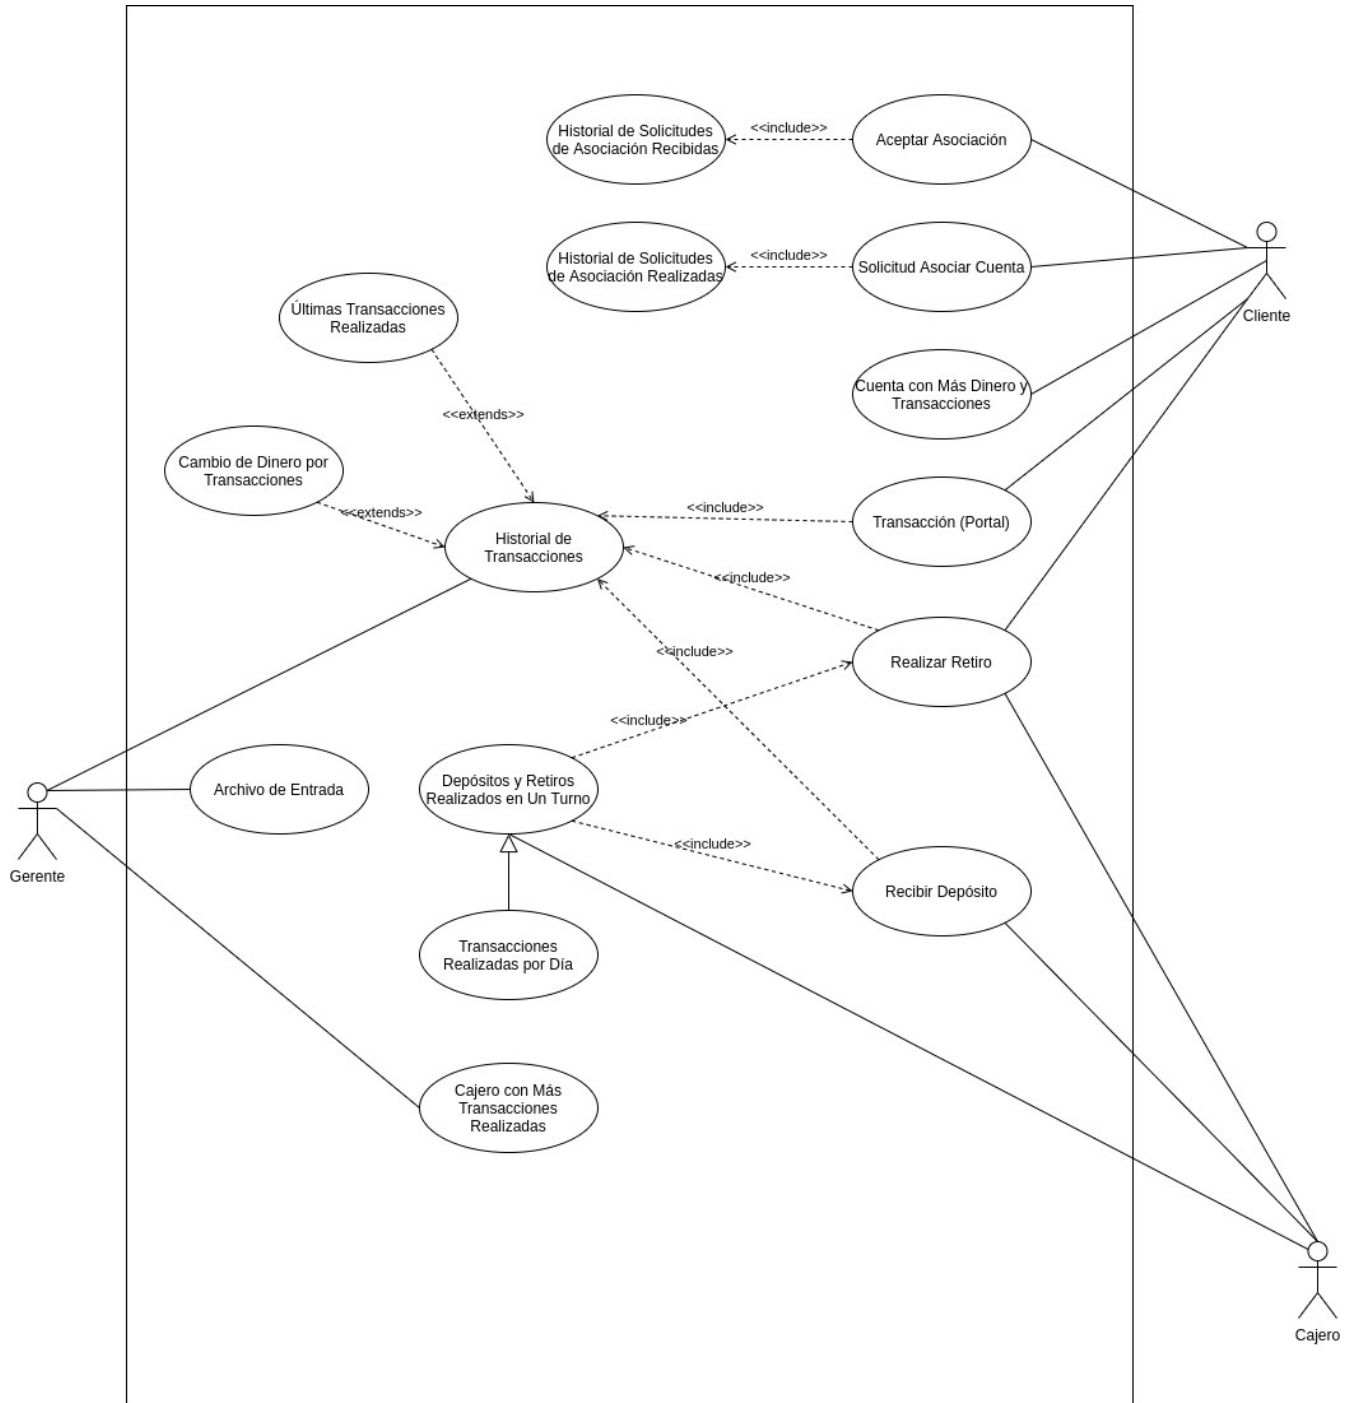 Historial de Solicitudes
de Asociación Recibidas
<<include>>
Aceptar Asociación
Historial de Solicitudes
de Asociación Realizadas
<<include>>
Solicitud Asociar Cuenta
Cliente
Últimas Transacciones
Realizadas
<<extends>>
Cuenta con Más Dinero y
Transacciones
Cambio de Dinero por
Transacciones
<<extends>>
Historial de
Transacciones
<<include>>
Transacción (Portal)
<<include>>
<<include>>
Realizar Retiro
<<include>>
Archivo de Entrada
Depósitos y Retiros
Realizados en Un Turno
<<include>>
Gerente
Recibir Depósito
Transacciones
Realizadas por Día
Cajero con Más
Transacciones
Realizadas
Cajero